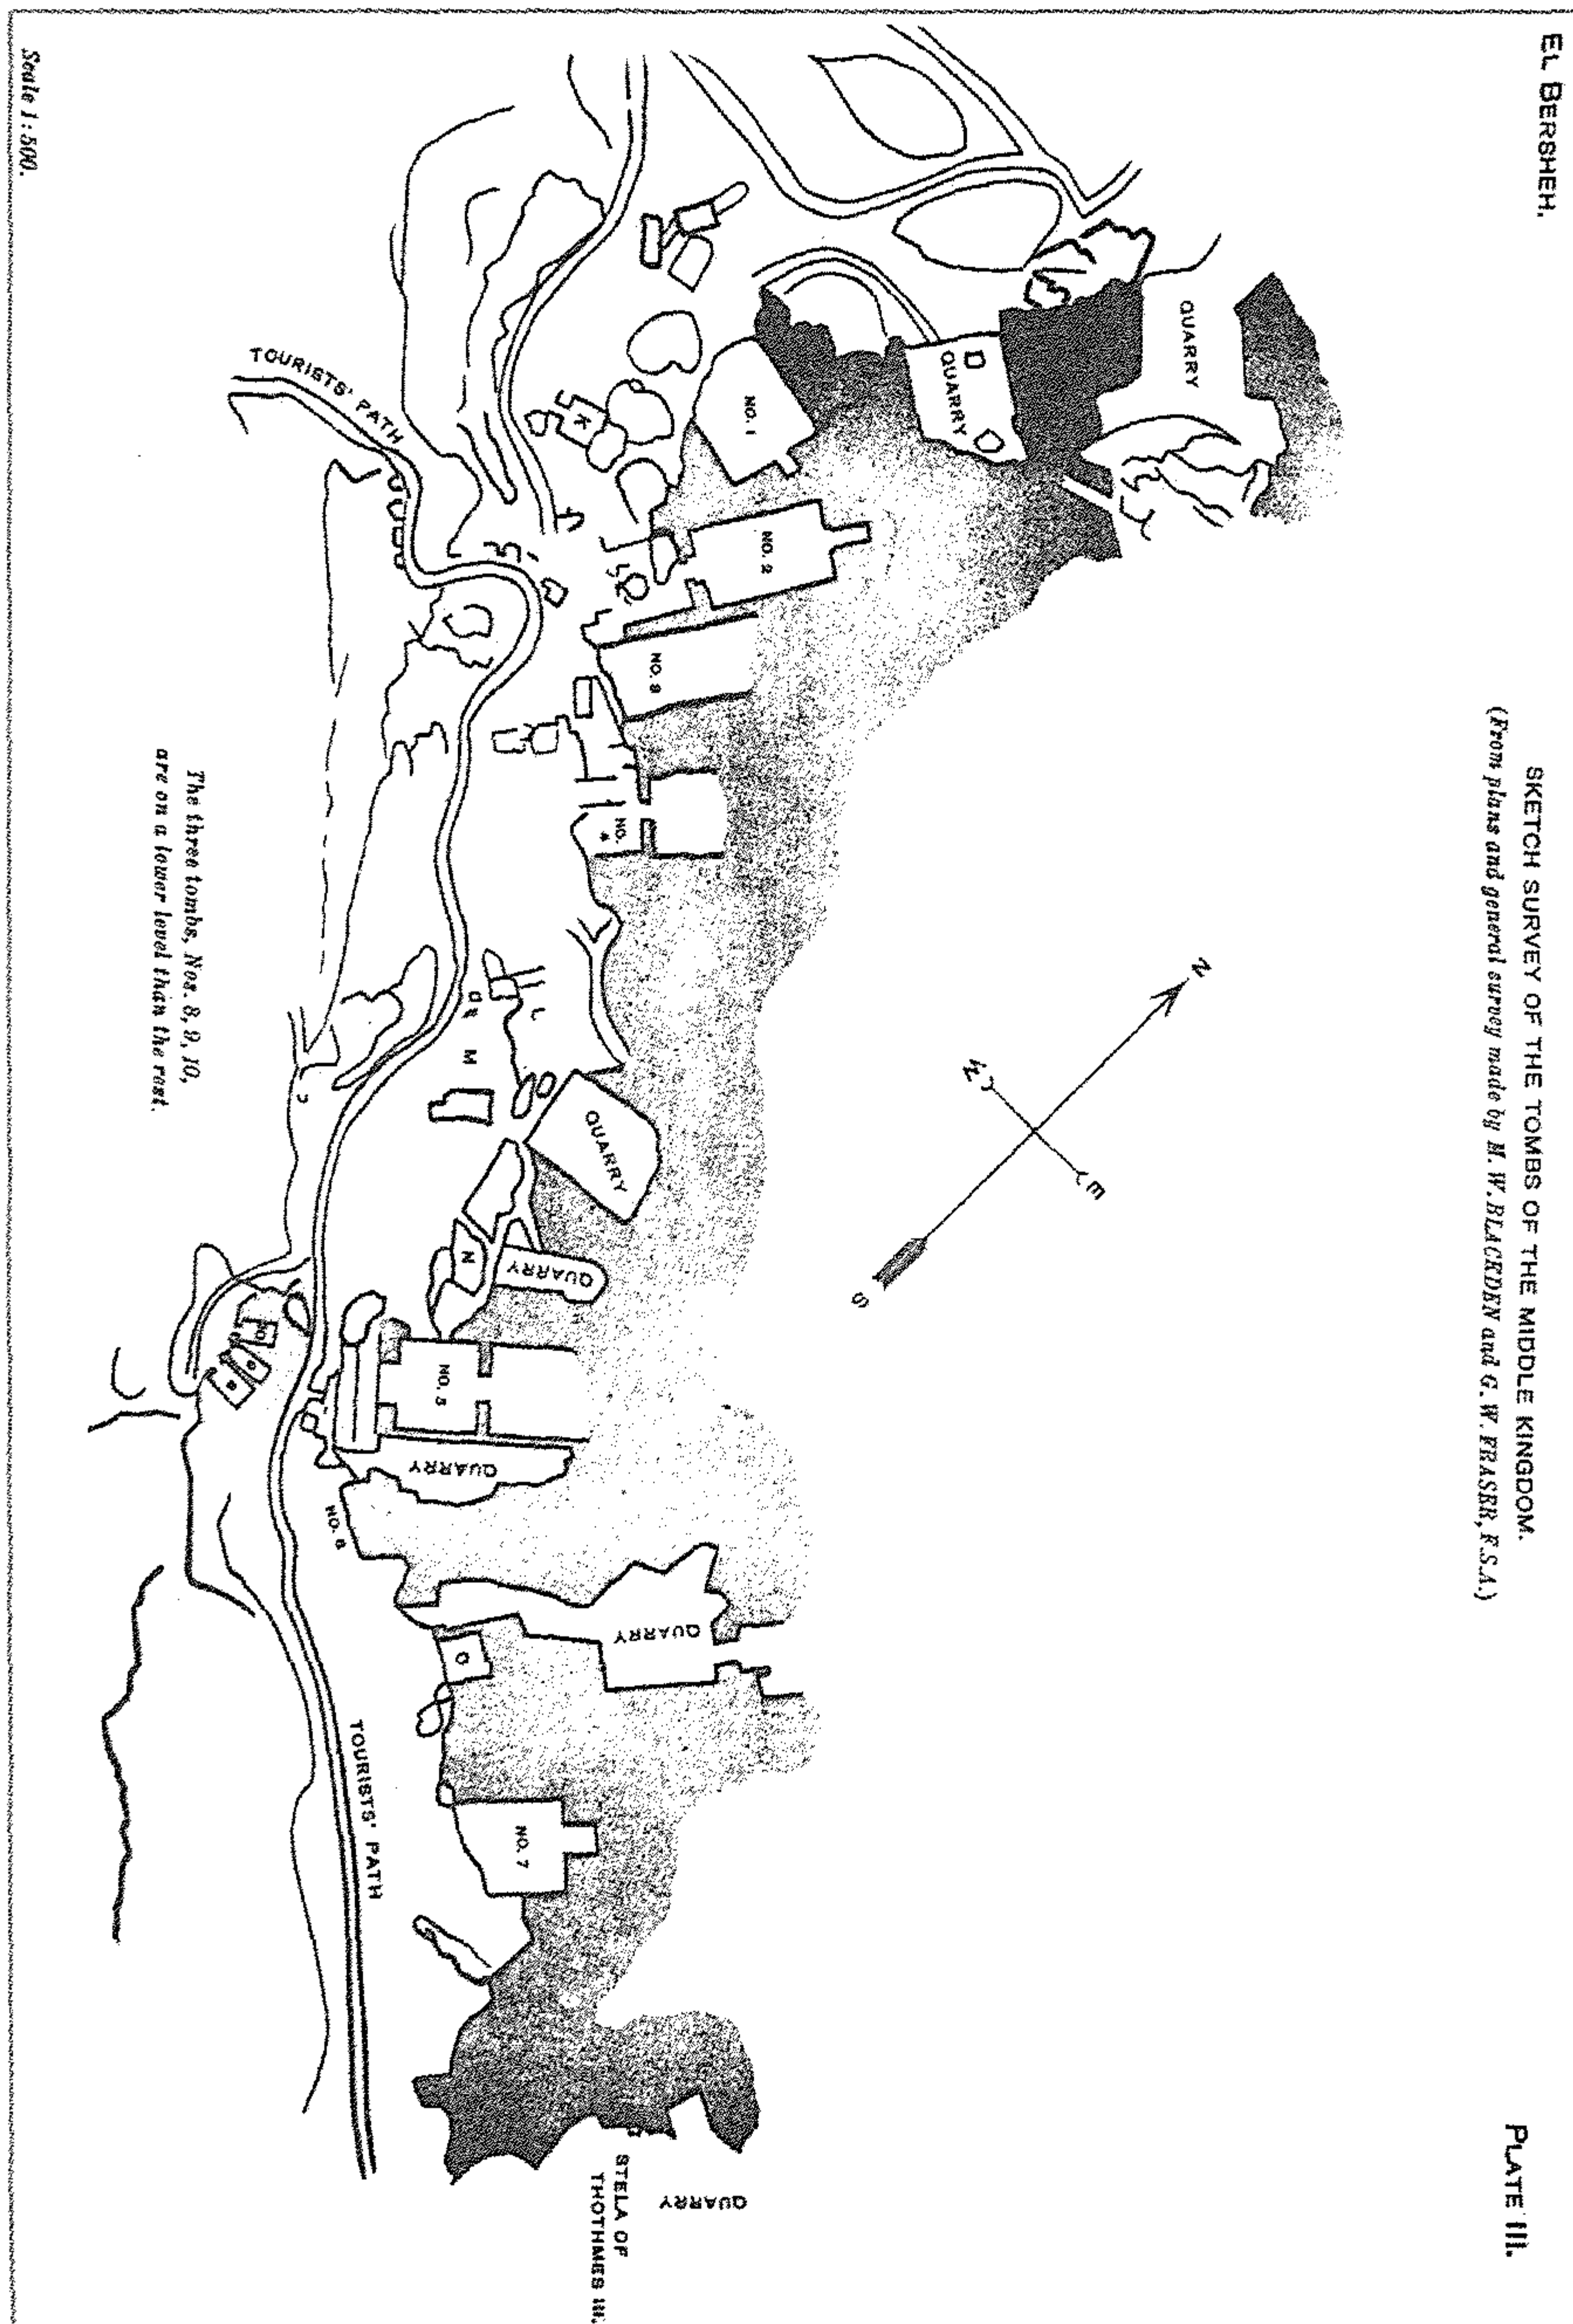 EL BERSHEH.
PLATE III.
SKETCH SURVEY OF THE TOMBS OF THE MIDDLE KINGDOM.
(From plans and general survey made by M. W. BLACKDEN and G. W. FRASER, F.S.A.)
QUARRY
QUARRY
NO. 1
K
NO. 2
NO. 3
NO. 4
TOURISTS' PATH
N
W
E
S
L
M
QUARRY
N
QUARRY
NO. 5
QUARRY
NO. 6
10
9
8
QUARRY
O
NO. 7
TOURISTS' PATH
QUARRY
STELA OF
THOTHMES III.
The three tombs, Nos. 8, 9, 10,
are on a lower level than the rest.
Scale 1:500.